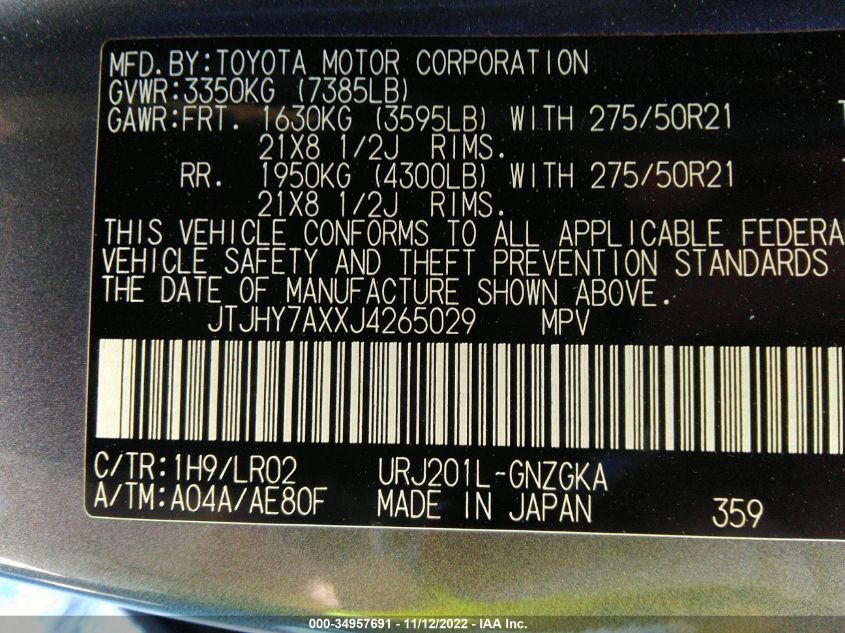 MFD.BY:TOYOTA MOTOR CORPORATION
GVWR:3350KG (7385LB)
GAWR:FRT. 1630KG (3595LB) WITH 275/50R21
21X8 1/2J RIMS.
RR. 1950KG (4300LB) WITH 275/50R21
21X8 1/2J RIMS.
THIS VEHICLE CONFORMS TO ALL APPLICABLE FEDERA
VEHICLE SAFETY AND THEFT PREVENTION STANDARDS
THE DATE OF MANUFACTURE SHOWN ABOVE.
JTJHY7AXXJ4265029 MPV
C/TR:1H9/LR02 URJ201L-GNZGKA
A/TM:A04A/AE80F MADE IN JAPAN 359
000-34957691 - 11/12/2022 - IAA Inc.